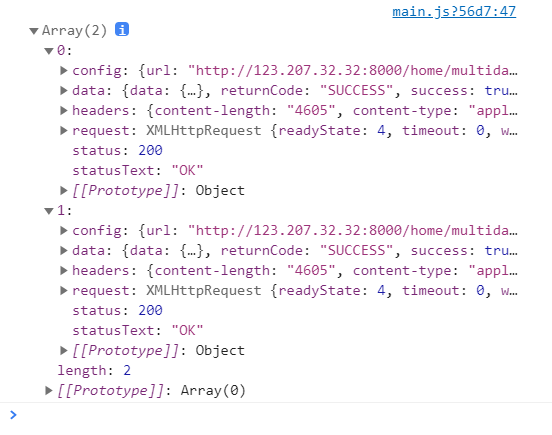 main.js?56d7:47
▼Array(2) i
▼0:
▶config: {url: "http://123.207.32.32:8000/home/multida…
▶data: {data: {…}, returnCode: "SUCCESS", success: tru…
▶headers: {content-length: "4605", content-type: "appl…
▶request: XMLHttpRequest {readyState: 4, timeout: 0, w…
status: 200
statusText: "OK"
▶[[Prototype]]: Object
▼1:
▶config: {url: "http://123.207.32.32:8000/home/multida…
▶data: {data: {…}, returnCode: "SUCCESS", success: tru…
▶headers: {content-length: "4605", content-type: "appl…
▶request: XMLHttpRequest {readyState: 4, timeout: 0, w…
status: 200
statusText: "OK"
▶[[Prototype]]: Object
length: 2
▶[[Prototype]]: Array(0)
>